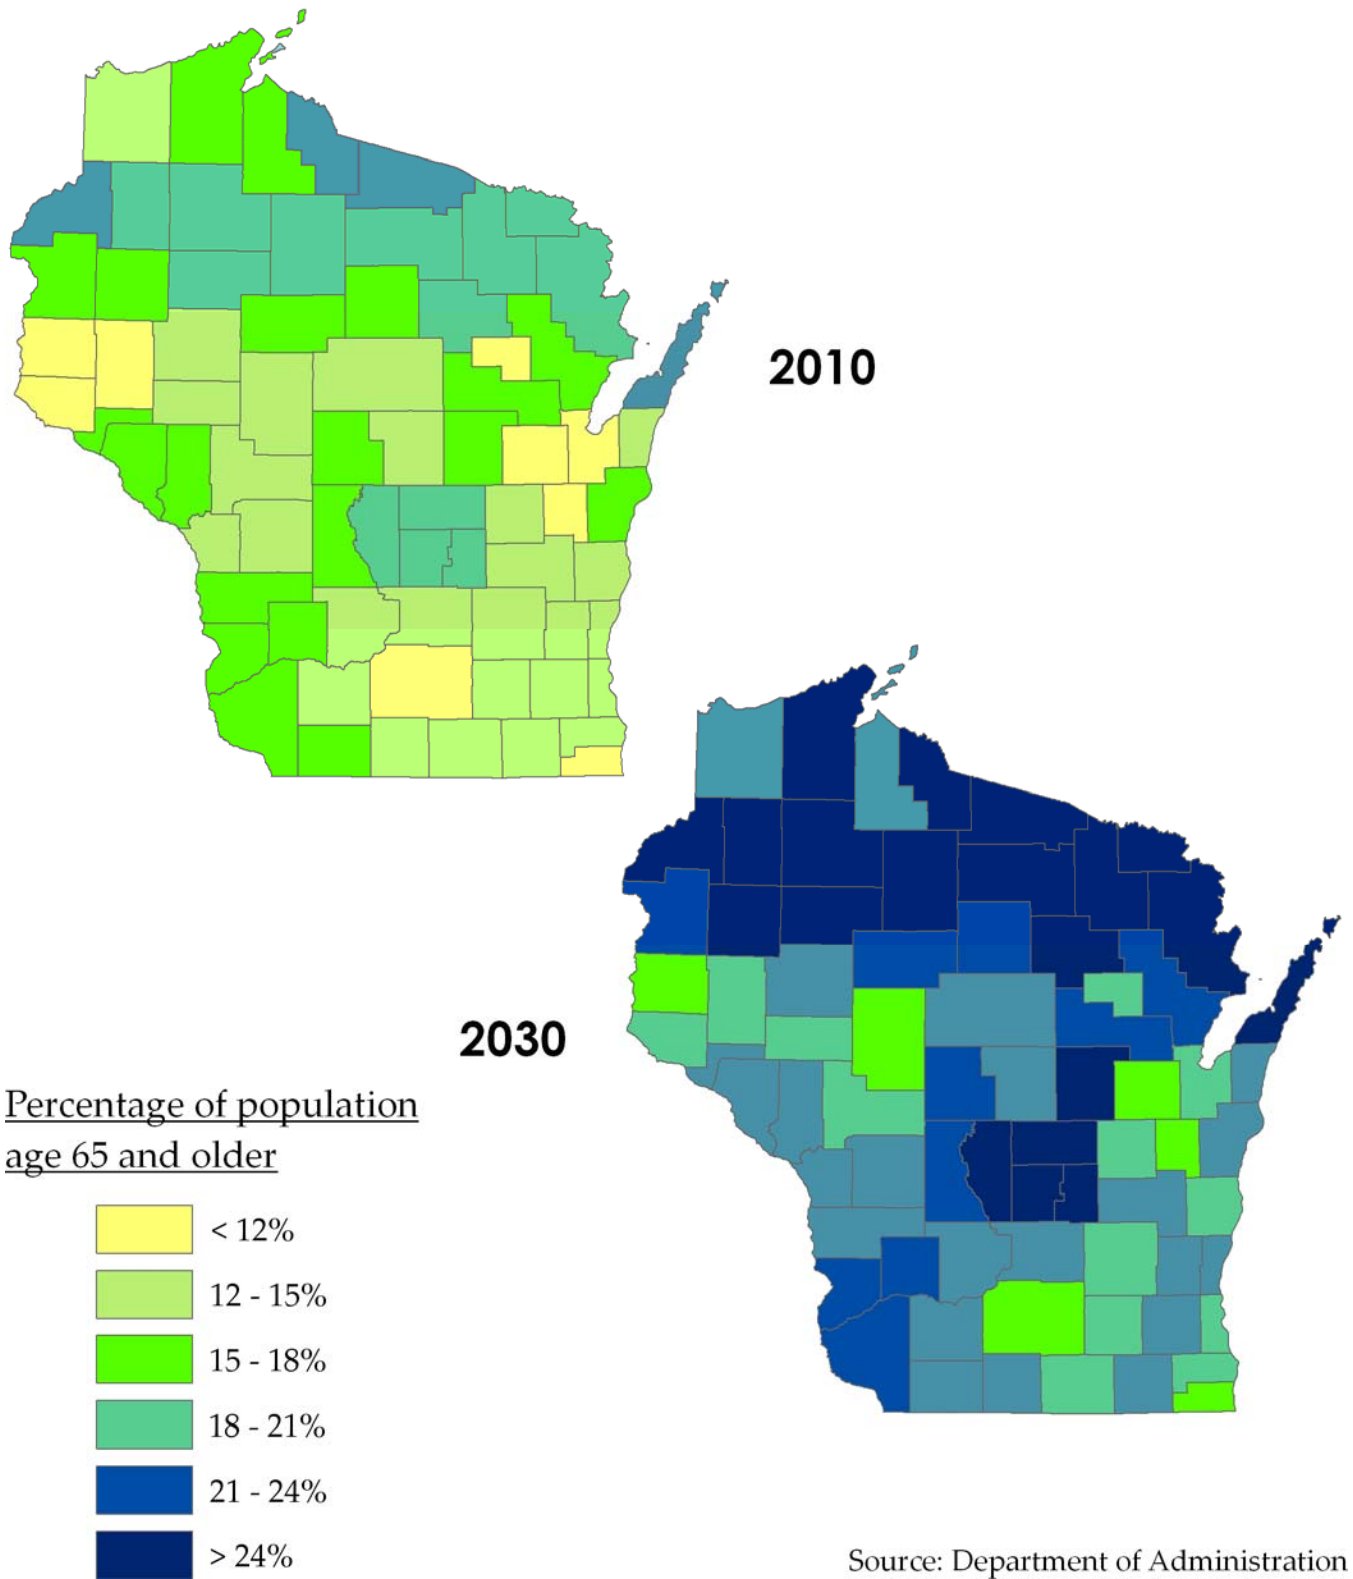 2010
2030
Percentage of population
age 65 and older
< 12%
12 - 15%
15 - 18%
18 - 21%
21 - 24%
> 24%
Source: Department of Administration